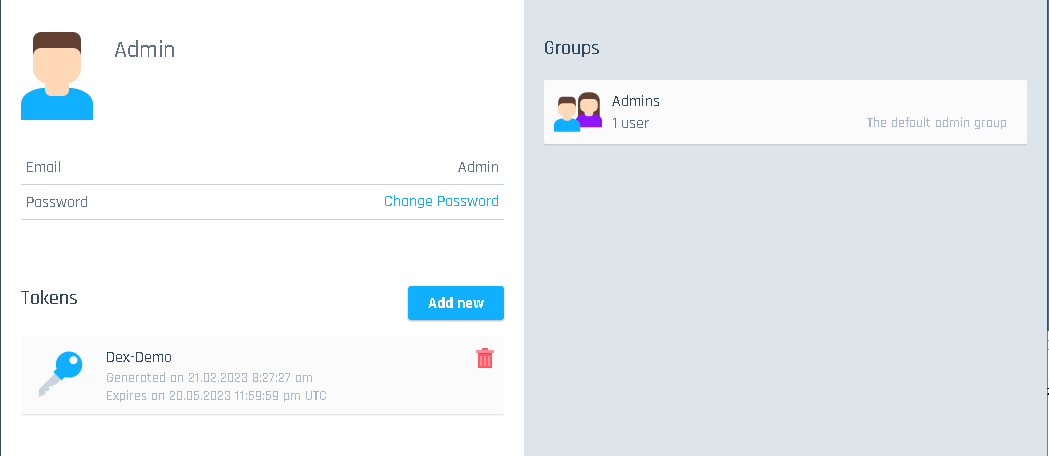 Admin
Email Admin
Password Change Password
Tokens Add new
Dex-Demo
Generated on 21.02.2023 8:27:27 am
Expires on 20.05.2023 11:59:59 pm UTC
Groups
Admins
1 user The default admin group